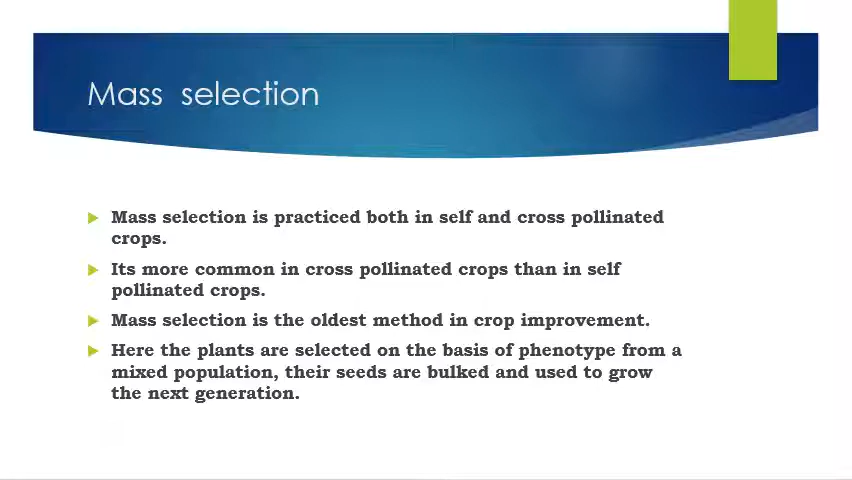 Mass selection
Mass selection is practiced both in self and cross pollinated
crops.
Its more common in cross pollinated crops than in self
pollinated crops.
Mass selection is the oldest method in crop improvement.
Here the plants are selected on the basis of phenotype from a
mixed population, their seeds are bulked and used to grow
the next generation.